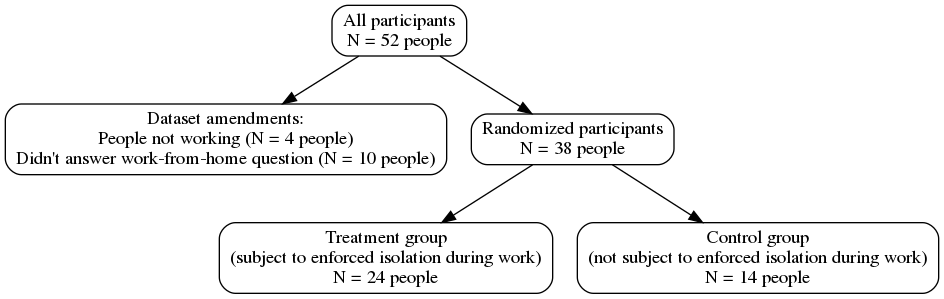 All participants
N = 52 people
Dataset amendments:
People not working (N = 4 people)
Didn't answer work-from-home question (N = 10 people)
Randomized participants
N = 38 people
Treatment group
(subject to enforced isolation during work)
N = 24 people
Control group
(not subject to enforced isolation during work)
N = 14 people